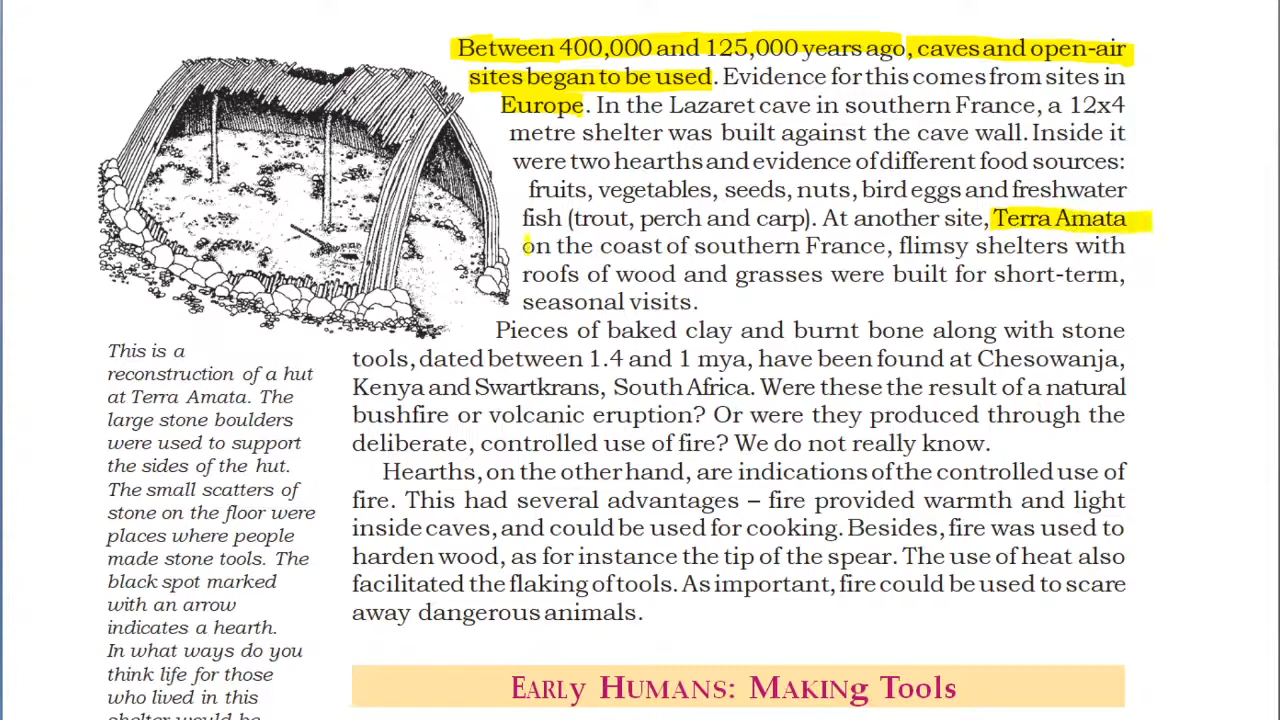 Between 400,000 and 125,000 years ago, caves and open-air
sites began to be used. Evidence for this comes from sites in
Europe. In the Lazaret cave in southern France, a 12x4
metre shelter was built against the cave wall. Inside it
were two hearths and evidence of different food sources:
fruits, vegetables, seeds, nuts, bird eggs and freshwater
fish (trout, perch and carp). At another site, Terra Amata
on the coast of southern France, flimsy shelters with
roofs of wood and grasses were built for short-term,
seasonal visits.
Pieces of baked clay and burnt bone along with stone
tools, dated between 1.4 and 1 mya, have been found at Chesowanja,
Kenya and Swartkrans, South Africa. Were these the result of a natural
bushfire or volcanic eruption? Or were they produced through the
deliberate, controlled use of fire? We do not really know.
Hearths, on the other hand, are indications of the controlled use of
fire. This had several advantages – fire provided warmth and light
inside caves, and could be used for cooking. Besides, fire was used to
harden wood, as for instance the tip of the spear. The use of heat also
facilitated the flaking of tools. As important, fire could be used to scare
away dangerous animals.
This is a
reconstruction of a hut
at Terra Amata. The
large stone boulders
were used to support
the sides of the hut.
The small scatters of
stone on the floor were
places where people
made stone tools. The
black spot marked
with an arrow
indicates a hearth.
In what ways do you
think life for those
who lived in this
shelter would be
EARLy HUMANS: MAKINg Tools